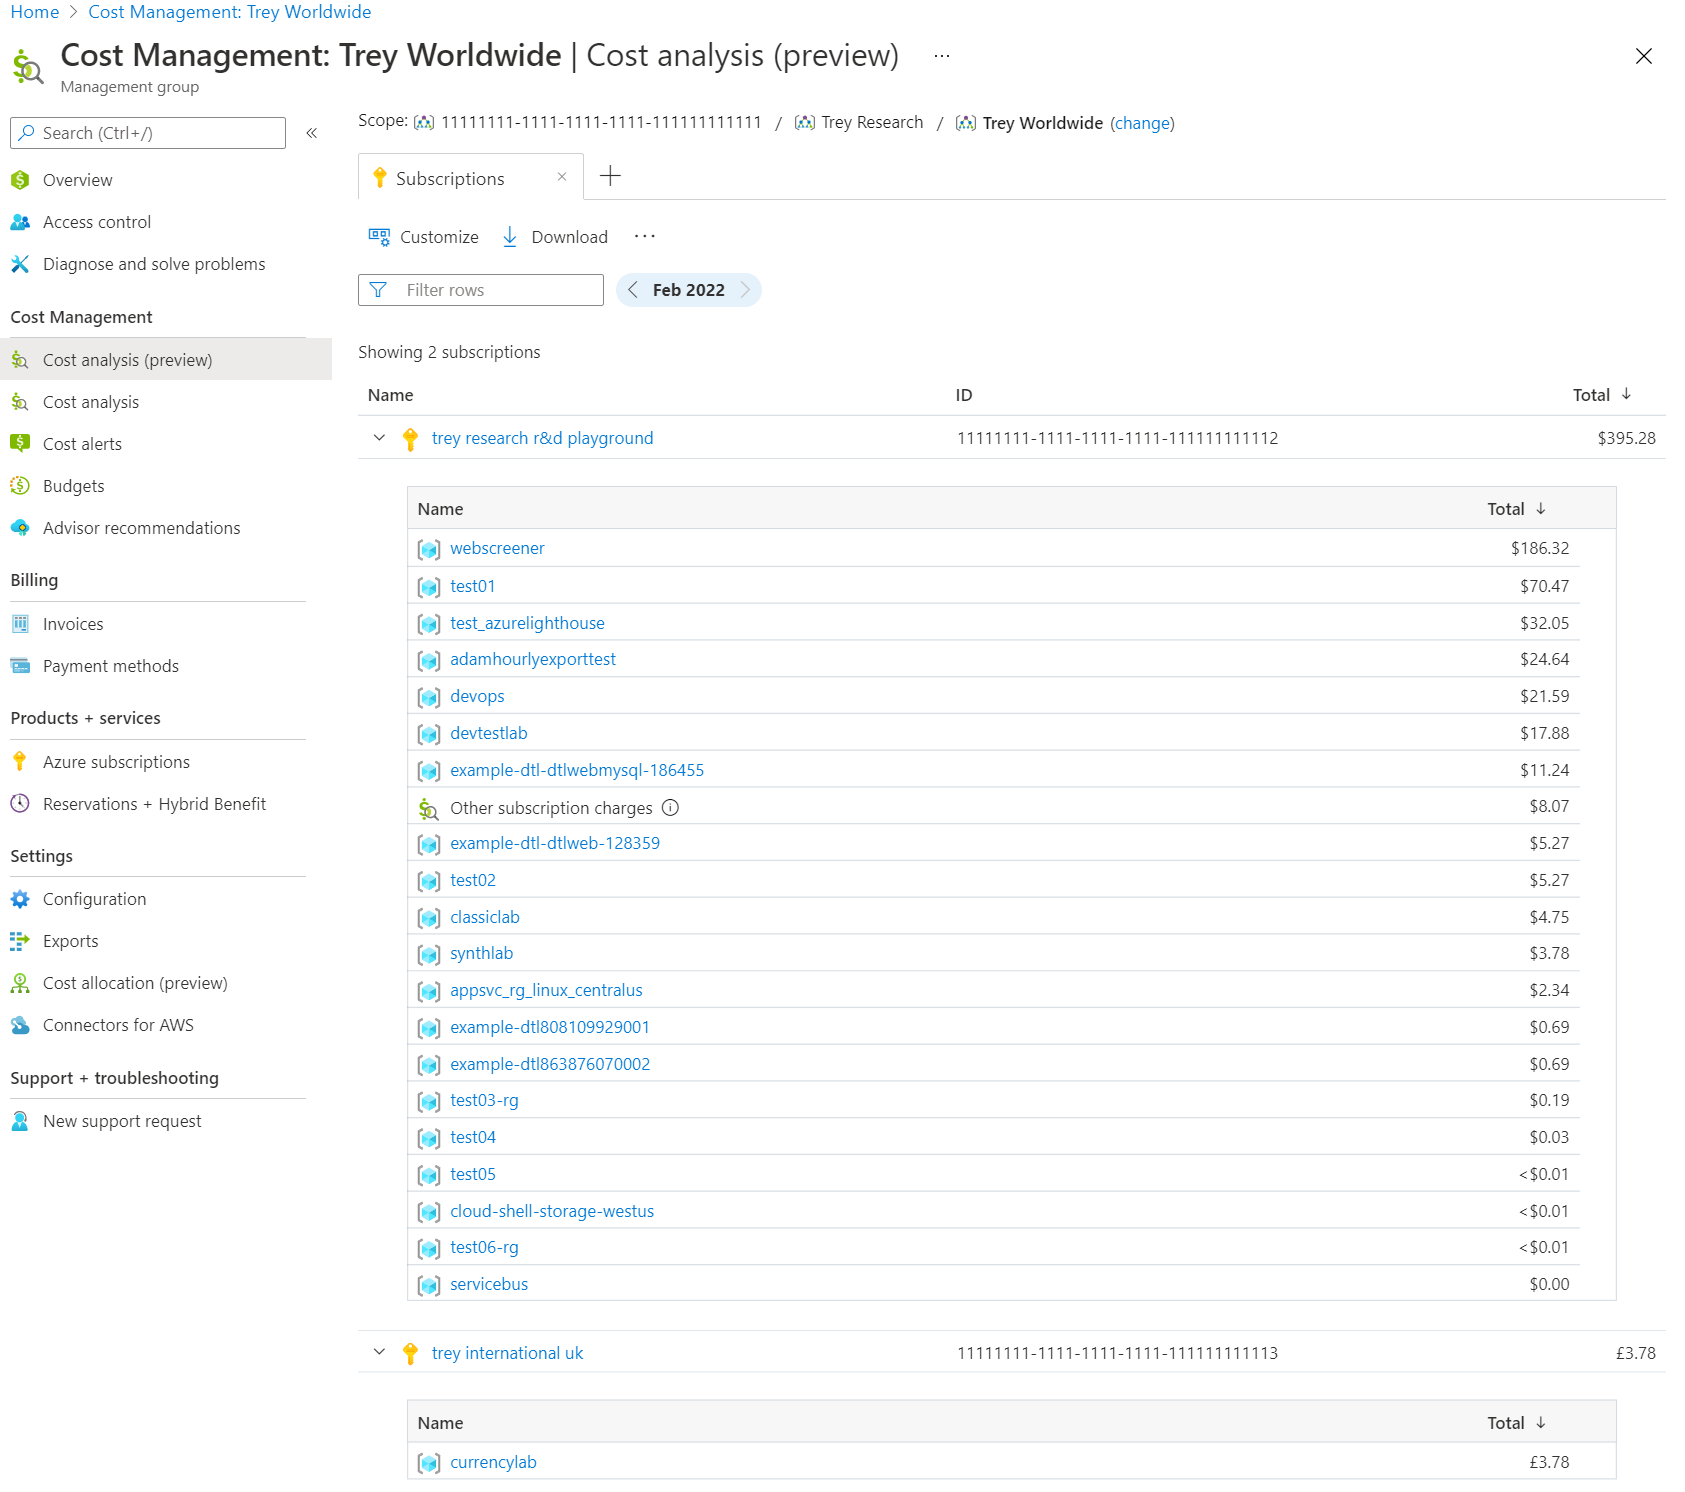 Home > Cost Management: Trey Worldwide
Cost Management: Trey Worldwide | Cost analysis (preview) ···
Management group
Search (Ctrl+/) «
Overview
Access control
Diagnose and solve problems
Cost Management
Cost analysis (preview)
Cost analysis
Cost alerts
Budgets
Advisor recommendations
Billing
Invoices
Payment methods
Products + services
Azure subscriptions
Reservations + Hybrid Benefit
Settings
Configuration
Exports
Cost allocation (preview)
Connectors for AWS
Support + troubleshooting
New support request
Scope: 11111111-1111-1111-1111-111111111111 / Trey Research / Trey Worldwide (change)
Subscriptions
Customize Download ···
Filter rows < Feb 2022 >
Showing 2 subscriptions
Name ID Total ↓
trey research r&d playground 11111111-1111-1111-1111-111111111112 $395.28
Name Total ↓
webscreener $186.32
test01 $70.47
test_azurelighthouse $32.05
adamhourlyexporttest $24.64
devops $21.59
devtestlab $17.88
example-dtl-dtlwebmysql-186455 $11.24
Other subscription charges $8.07
example-dtl-dtlweb-128359 $5.27
test02 $5.27
classiclab $4.75
synthlab $3.78
appsvc_rg_linux_centralus $2.34
example-dtl808109929001 $0.69
example-dtl863876070002 $0.69
test03-rg $0.19
test04 $0.03
test05 <$0.01
cloud-shell-storage-westus <$0.01
test06-rg <$0.01
servicebus $0.00
trey international uk 11111111-1111-1111-1111-111111111113 £3.78
Name Total ↓
currencylab £3.78